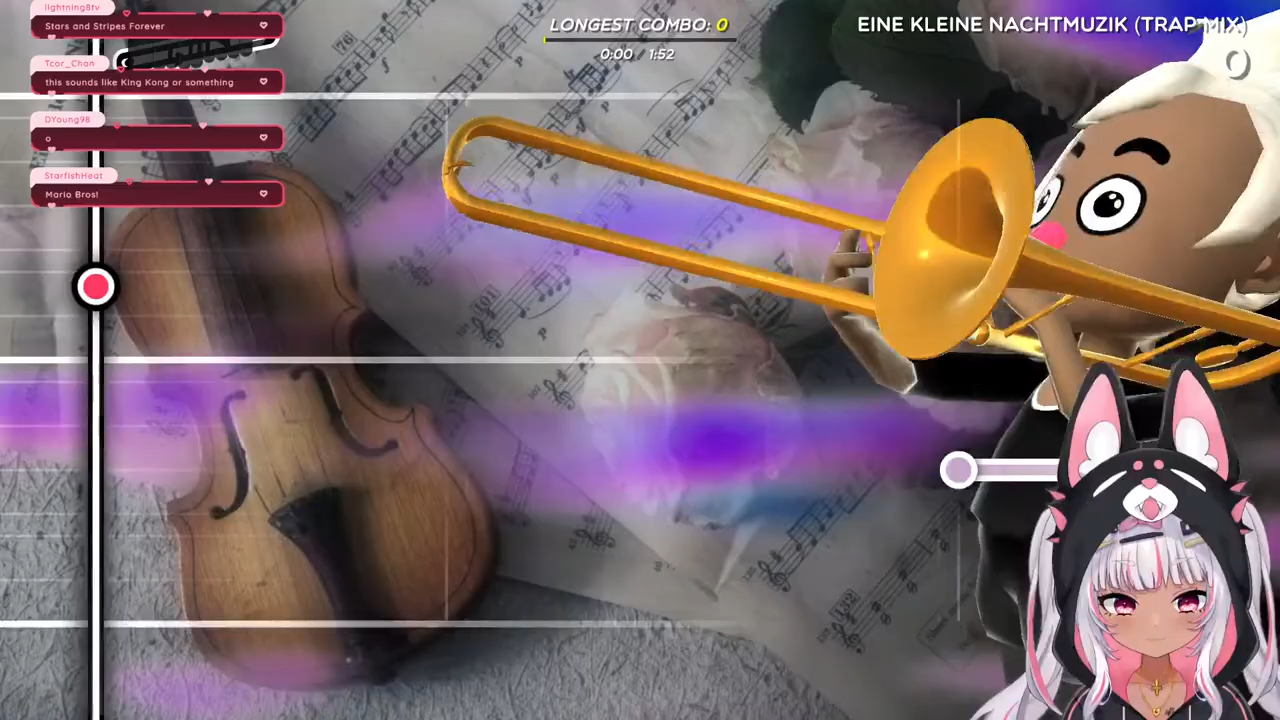 lightning8tv
Stars and Stripes Forever
Tcor_Chan
this sounds like King Kong or something
DYoung98
o
StarfishHeat
Mario Bros!
LONGEST COMBO: 0
0:00 / 1:52
EINE KLEINE NACHTMUZIK (TRAP MIX)
0